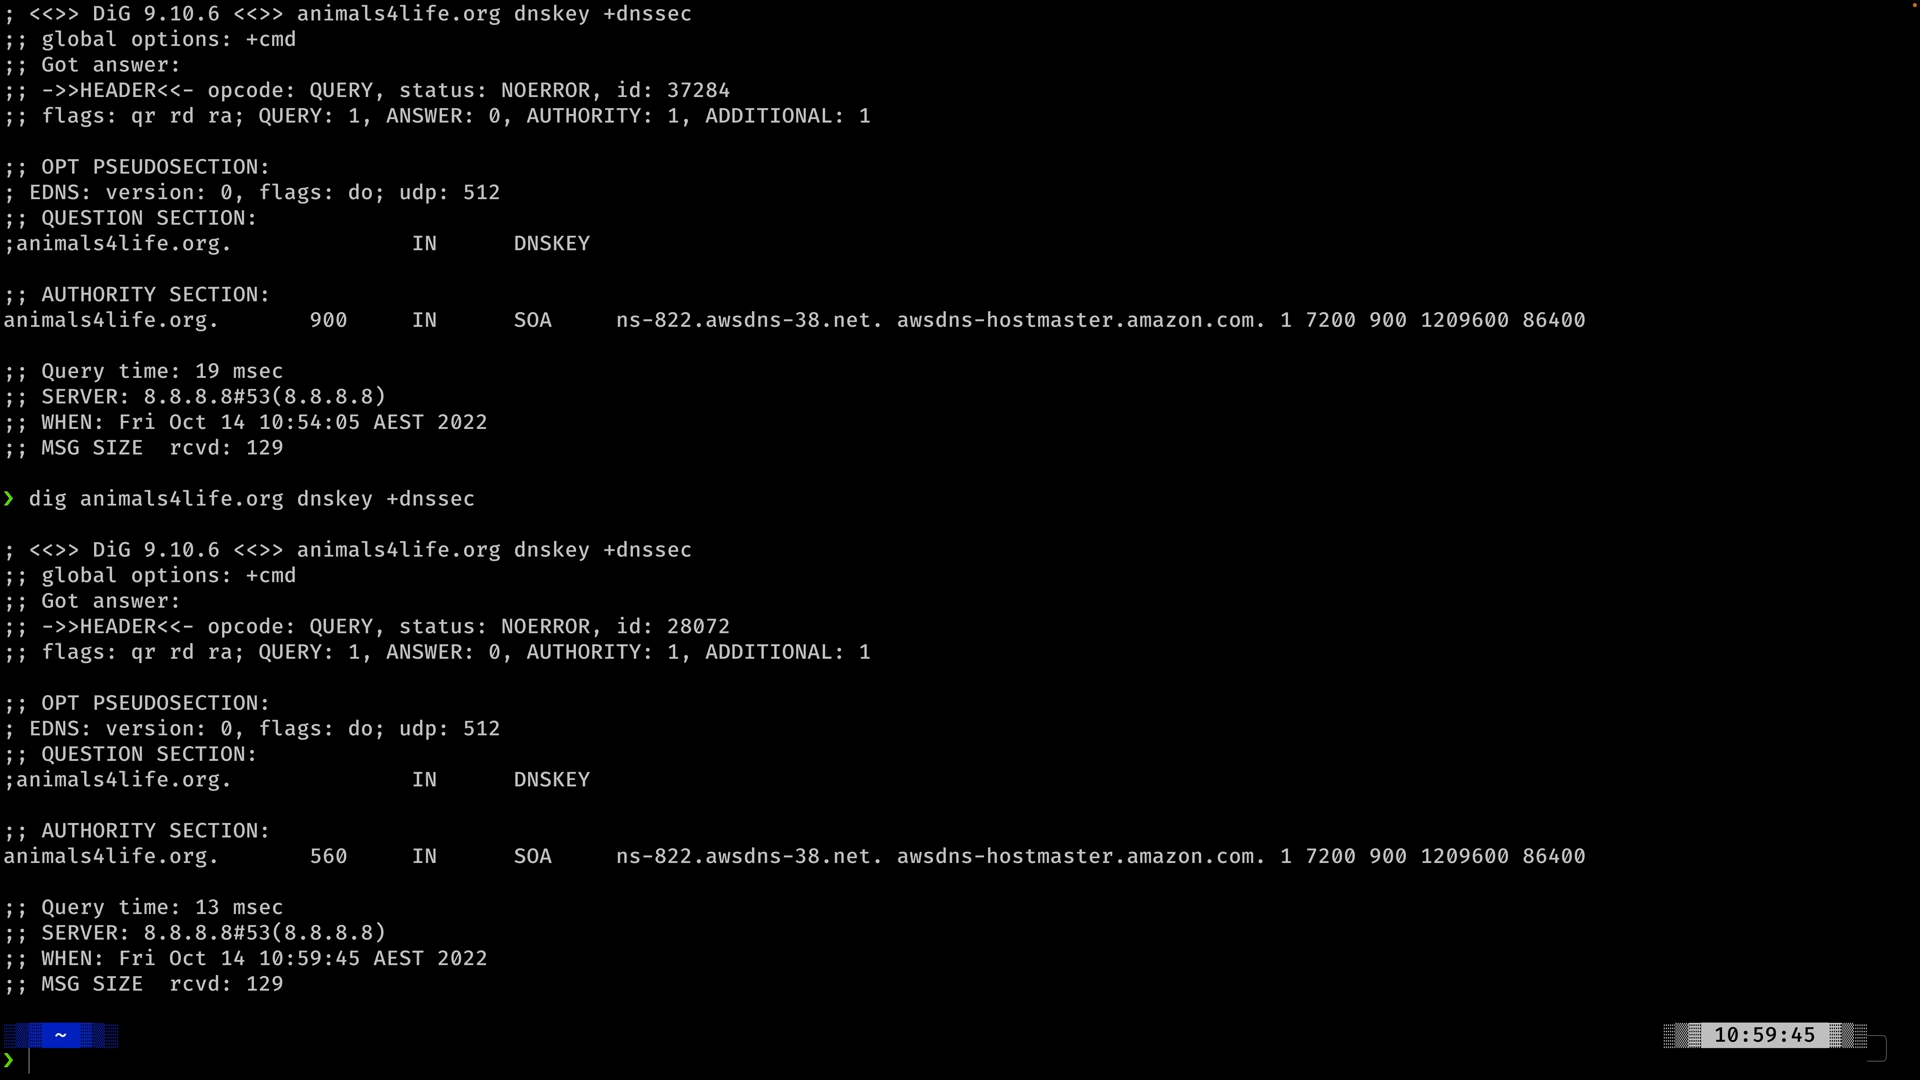 ; <<>> DiG 9.10.6 <<>> animals4life.org dnskey +dnssec
;; global options: +cmd
;; Got answer:
;; ->>HEADER<<- opcode: QUERY, status: NOERROR, id: 37284
;; flags: qr rd ra; QUERY: 1, ANSWER: 0, AUTHORITY: 1, ADDITIONAL: 1
;; OPT PSEUDOSECTION:
; EDNS: version: 0, flags: do; udp: 512
;; QUESTION SECTION:
;animals4life.org. IN DNSKEY
;; AUTHORITY SECTION:
animals4life.org. 900 IN SOA ns-822.awsdns-38.net. awsdns-hostmaster.amazon.com. 1 7200 900 1209600 86400
;; Query time: 19 msec
;; SERVER: 8.8.8.8#53(8.8.8.8)
;; WHEN: Fri Oct 14 10:54:05 AEST 2022
;; MSG SIZE  rcvd: 129
❯ dig animals4life.org dnskey +dnssec
; <<>> DiG 9.10.6 <<>> animals4life.org dnskey +dnssec
;; global options: +cmd
;; Got answer:
;; ->>HEADER<<- opcode: QUERY, status: NOERROR, id: 28072
;; flags: qr rd ra; QUERY: 1, ANSWER: 0, AUTHORITY: 1, ADDITIONAL: 1
;; OPT PSEUDOSECTION:
; EDNS: version: 0, flags: do; udp: 512
;; QUESTION SECTION:
;animals4life.org. IN DNSKEY
;; AUTHORITY SECTION:
animals4life.org. 560 IN SOA ns-822.awsdns-38.net. awsdns-hostmaster.amazon.com. 1 7200 900 1209600 86400
;; Query time: 13 msec
;; SERVER: 8.8.8.8#53(8.8.8.8)
;; WHEN: Fri Oct 14 10:59:45 AEST 2022
;; MSG SIZE  rcvd: 129
~ 10:59:45
❯